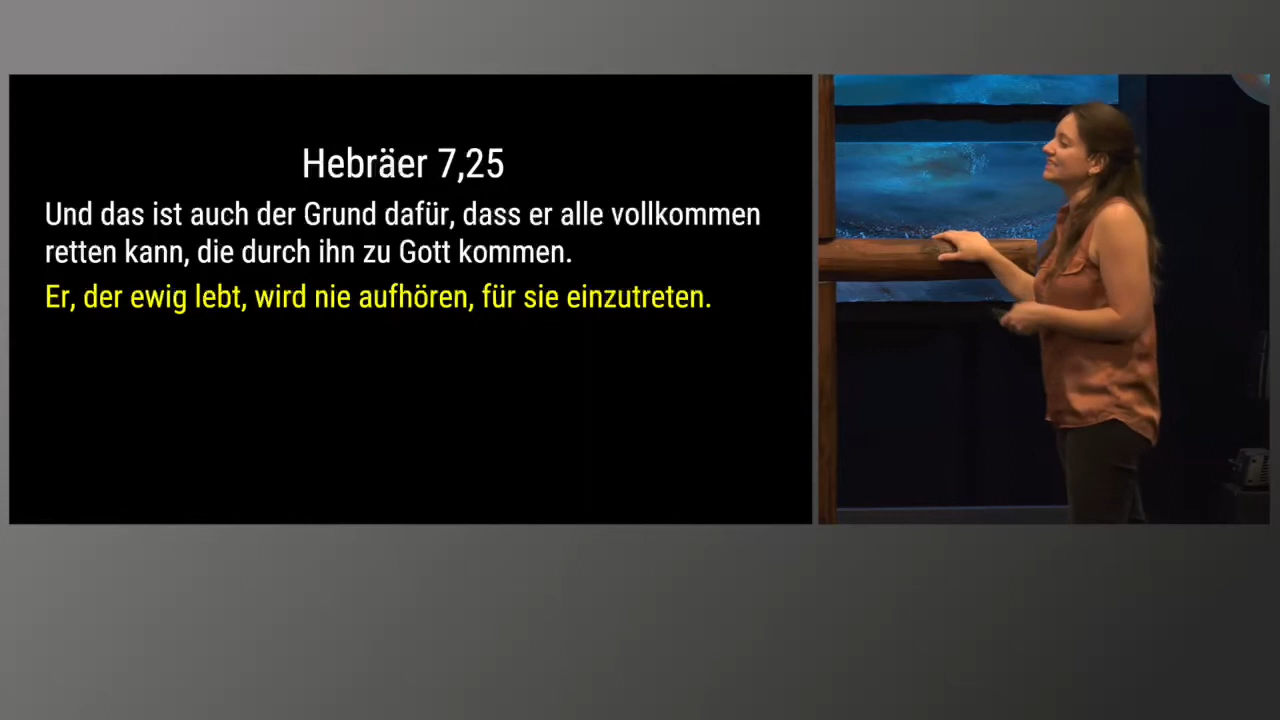 Hebräer 7,25
Und das ist auch der Grund dafür, dass er alle vollkommen
retten kann, die durch ihn zu Gott kommen.
Er, der ewig lebt, wird nie aufhören, für sie einzutreten.